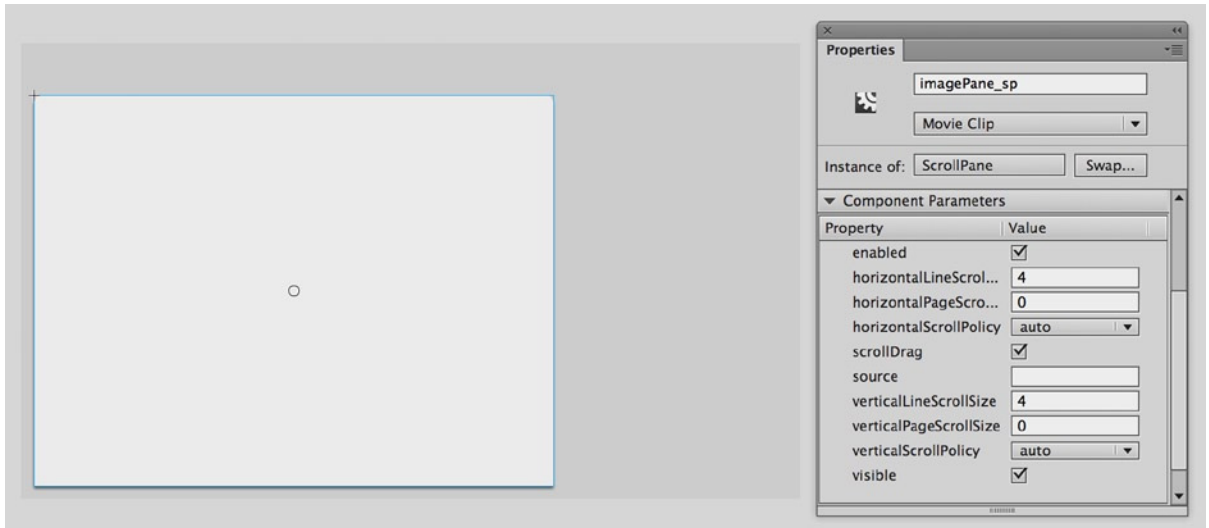 Properties
imagePane_sp
Movie Clip
Instance of: ScrollPane Swap...
Component Parameters
Property Value
enabled
horizontalLineScrol... 4
horizontalPageScro... 0
horizontalScrollPolicy auto
scrollDrag
source
verticalLineScrollSize 4
verticalPageScrollSize 0
verticalScrollPolicy auto
visible